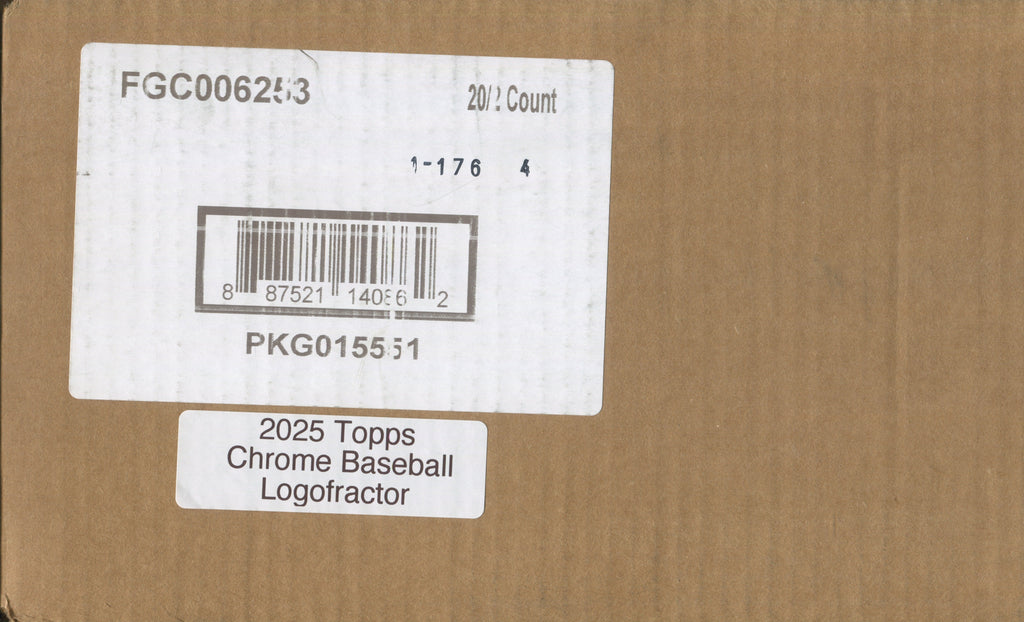 FGC006253
20/2 Count
1-176 4
8 87521 14086 2
PKG015551
2025 Topps
Chrome Baseball
Logofractor